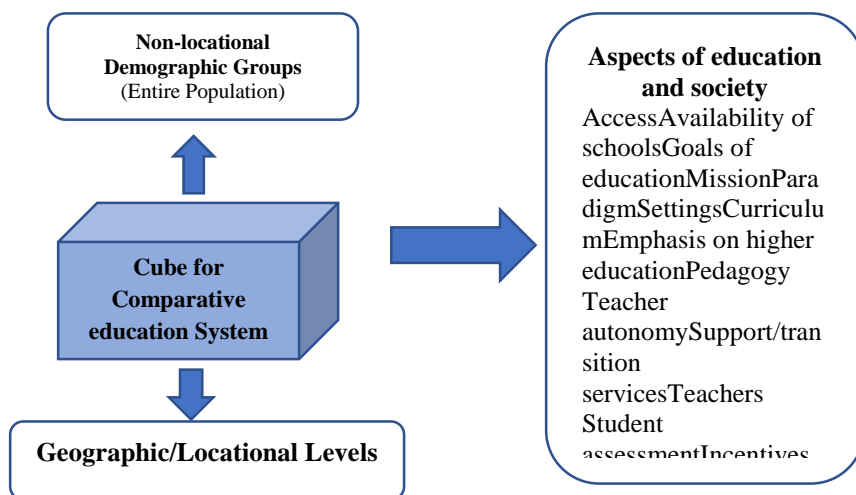 Non-locational
Demographic Groups
(Entire Population)
Cube for
Comparative
education System
Geographic/Locational Levels
Aspects of education
and society
AccessAvailability of
schoolsGoals of
educationMissionPara
digmSettingsCurriculu
mEmphasis on higher
educationPedagogy
Teacher
autonomySupport/tran
sition
servicesTeachers
Student
assessmentIncentives